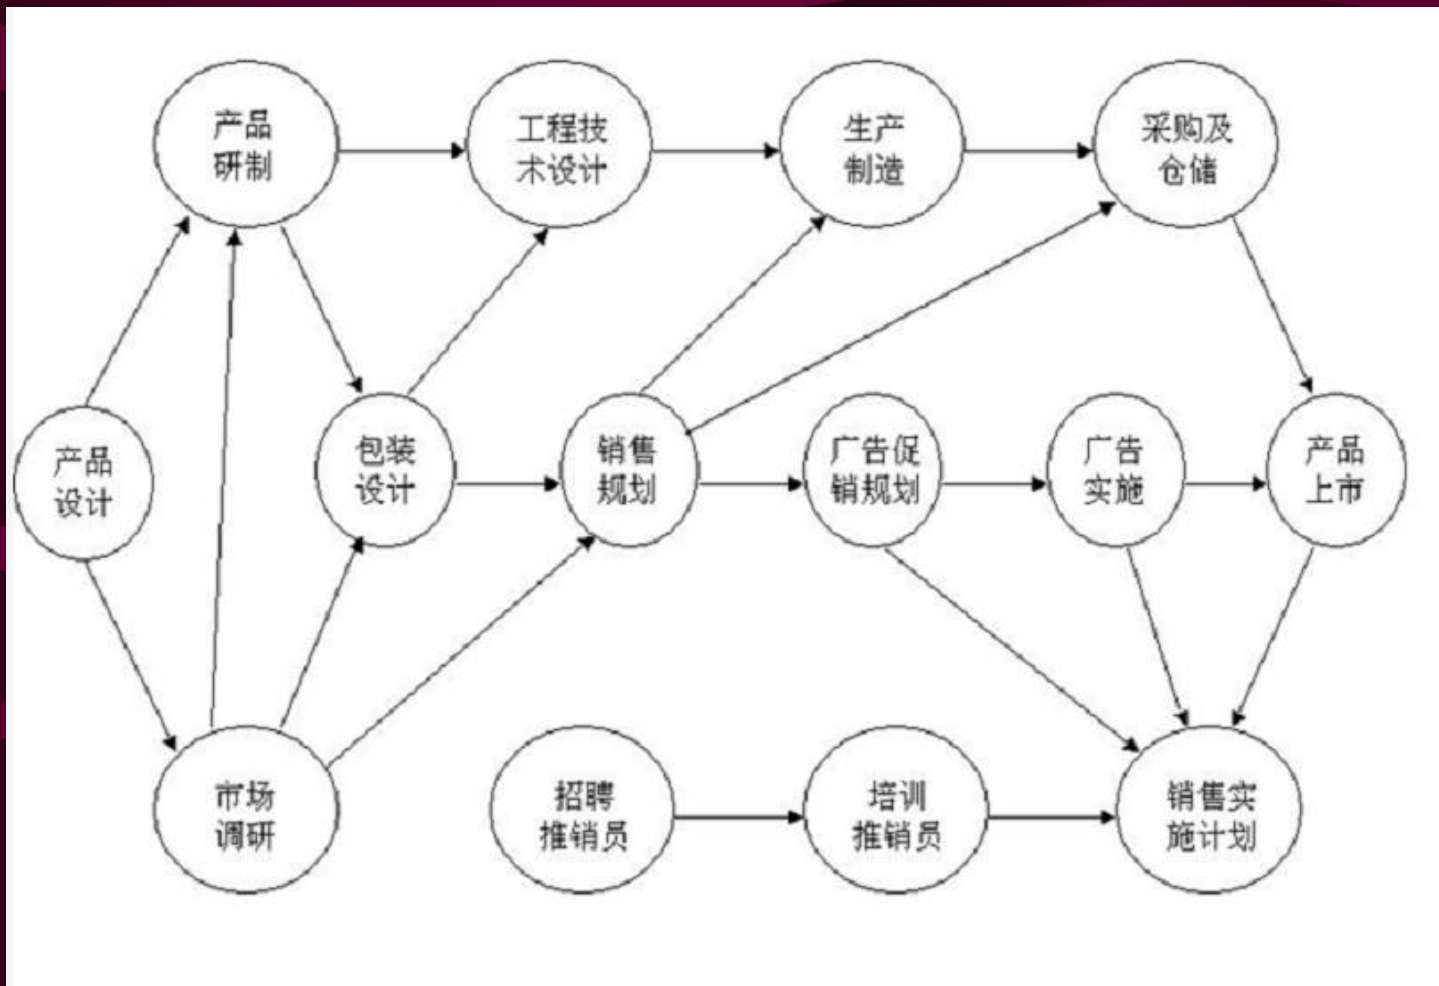 产品
研制
工程技
术设计
生产
制造
采购及
仓储
产品
设计
包装
设计
销售
规划
广告促
销规划
广告
实施
产品
上市
市场
调研
招聘
推销员
培训
推销员
销售实
施计划